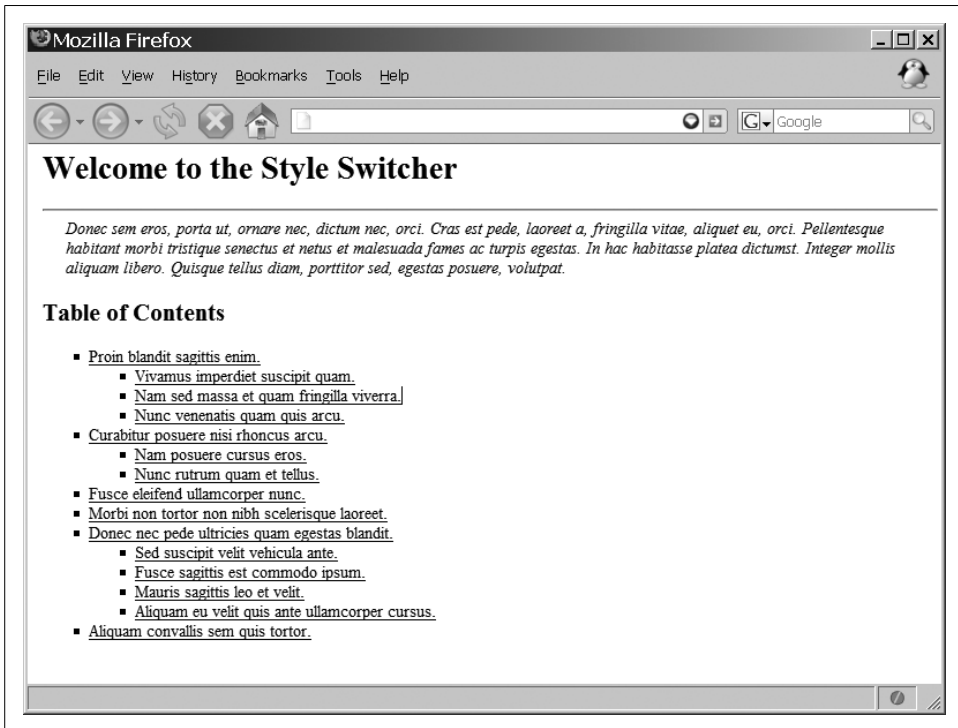 Mozilla Firefox
File Edit View History Bookmarks Tools Help
G Google
Welcome to the Style Switcher
Donec sem eros, porta ut, ornare nec, dictum nec, orci. Cras est pede, laoreet a, fringilla vitae, aliquet eu, orci. Pellentesque
habitant morbi tristique senectus et netus et malesuada fames ac turpis egestas. In hac habitasse platea dictumst. Integer mollis
aliquam libero. Quisque tellus diam, porttitor sed, egestas posuere, volutpat.
Table of Contents
Proin blandit sagittis enim.
Vivamus imperdiet suscipit quam.
Nam sed massa et quam fringilla viverra.
Nunc venenatis quam quis arcu.
Curabitur posuere nisi rhoncus arcu.
Nam posuere cursus eros.
Nunc rutrum quam et tellus.
Fusce eleifend ullamcorper nunc.
Morbi non tortor non nibh scelerisque laoreet.
Donec nec pede ultricies quam egestas blandit.
Sed suscipit velit vehicula ante.
Fusce sagittis est commodo ipsum.
Mauris sagittis leo et velit.
Aliquam eu velit quis ante ullamcorper cursus.
Aliquam convallis sem quis tortor.